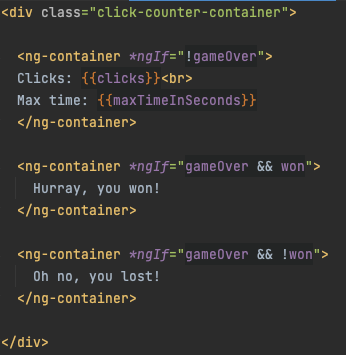 <div class="click-counter-container">
<ng-container *ngIf="!gameOver">
Clicks: {{clicks}}<br>
Max time: {{maxTimeInSeconds}}
</ng-container>
<ng-container *ngIf="gameOver && won">
Hurray, you won!
</ng-container>
<ng-container *ngIf="gameOver && !won">
Oh no, you lost!
</ng-container>
</div>